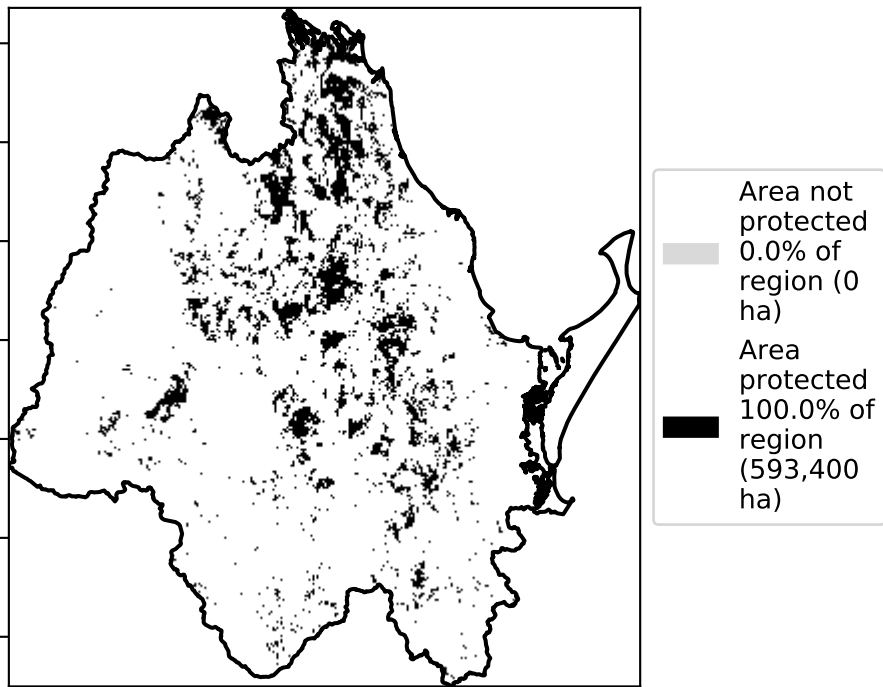 Area not
protected
0.0% of
region (0
ha)
Area
protected
100.0% of
region
(593,400
ha)